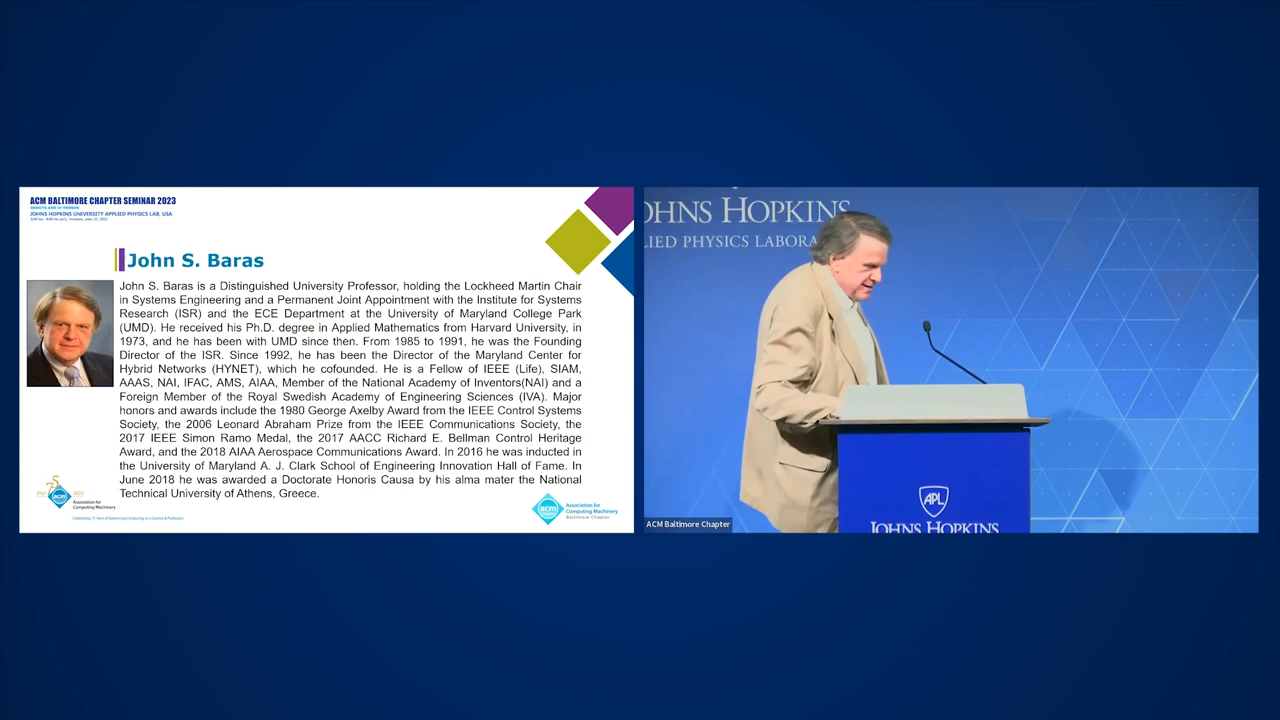 ACM BALTIMORE CHAPTER SEMINAR 2023
JOHNS HOPKINS UNIVERSITY APPLIED PHYSICS LAB, USA
John S. Baras
John S. Baras is a Distinguished University Professor, holding the Lockheed Martin Chair
in Systems Engineering and a Permanent Joint Appointment with the Institute for Systems
Research (ISR) and the ECE Department at the University of Maryland College Park
(UMD). He received his Ph.D. degree in Applied Mathematics from Harvard University, in
1973, and he has been with UMD since then. From 1985 to 1991, he was the Founding
Director of the ISR. Since 1992, he has been the Director of the Maryland Center for
Hybrid Networks (HYNET), which he cofounded. He is a Fellow of IEEE (Life), SIAM,
AAAS, NAI, IFAC, AMS, AIAA, Member of the National Academy of Inventors(NAI) and a
Foreign Member of the Royal Swedish Academy of Engineering Sciences (IVA). Major
honors and awards include the 1980 George Axelby Award from the IEEE Control Systems
Society, the 2006 Leonard Abraham Prize from the IEEE Communications Society, the
2017 IEEE Simon Ramo Medal, the 2017 AACC Richard E. Bellman Control Heritage
Award, and the 2018 AIAA Aerospace Communications Award. In 2016 he was inducted in
the University of Maryland A. J. Clark School of Engineering Innovation Hall of Fame. In
June 2018 he was awarded a Doctorate Honoris Causa by his alma mater the National
Technical University of Athens, Greece.
acm
Association for
Computing Machinery
Celebrating 75 Years of Advancing Computing as a Science & Profession
acm
Association for
Computing Machinery
Baltimore Chapter
OHNS HOPKINS
LIED PHYSICS LABORA
APL
JOHNS HOPKINS
ACM Baltimore Chapter